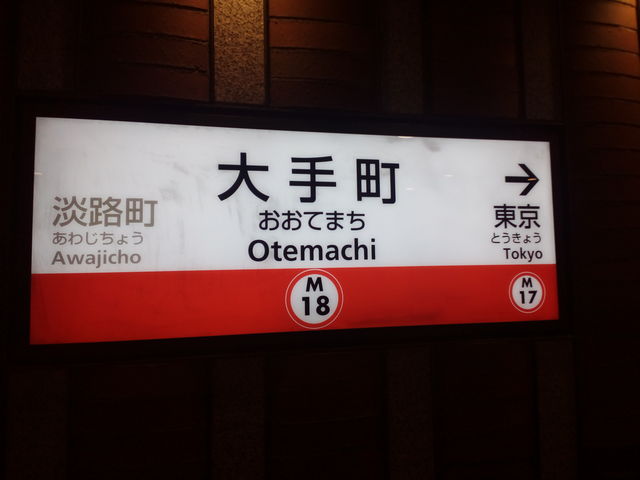 大手町
おおてまち
Otemachi
淡路町
あわじちょう
Awajicho
→
東京
とうきょう
Tokyo
M
18
M
17